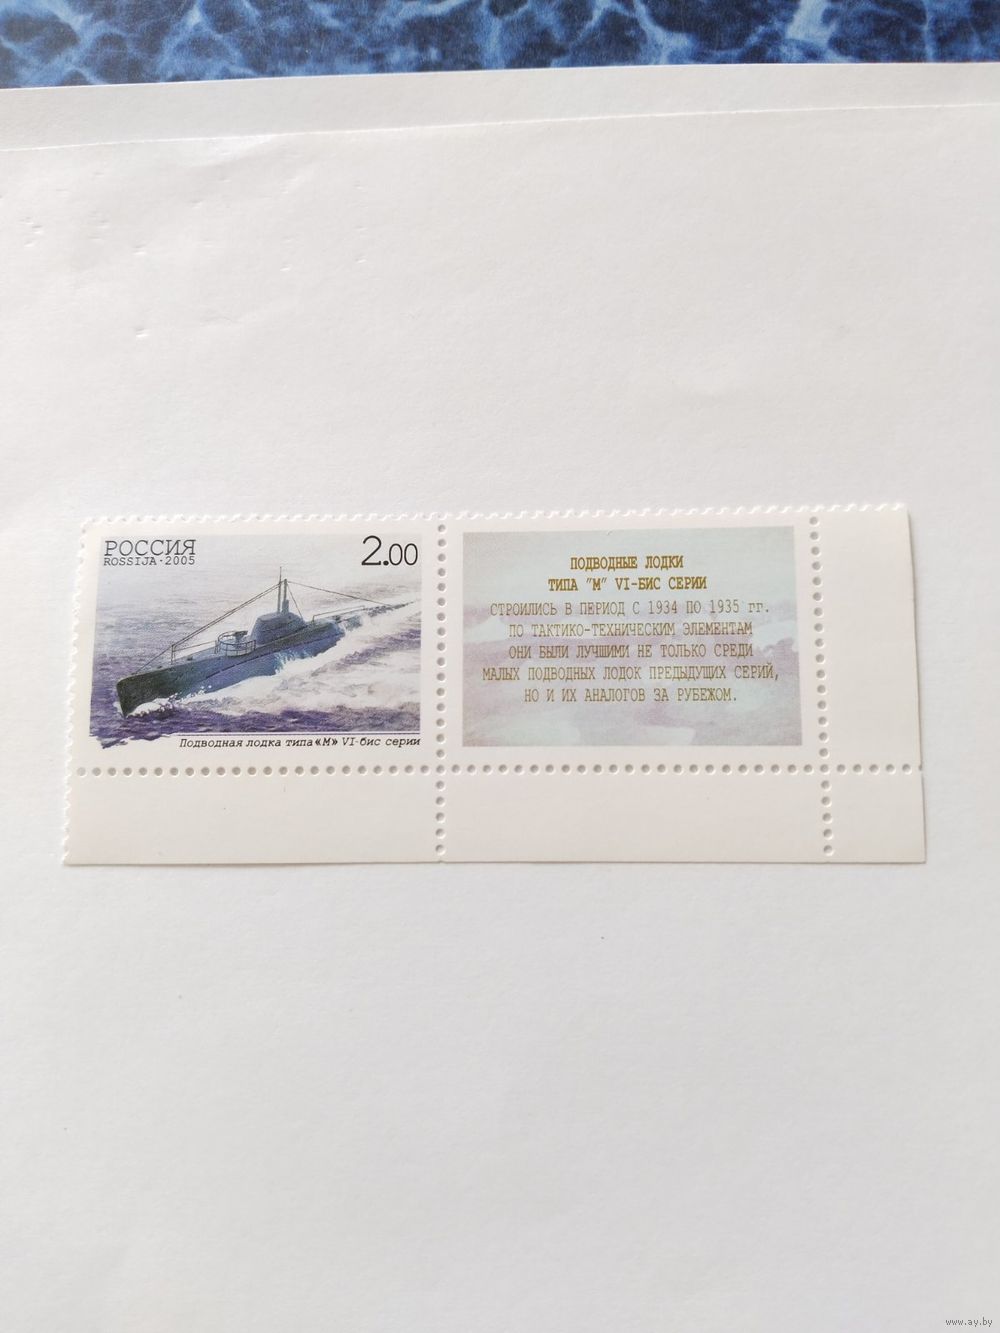 РОССИЯ
ROSSIJA·2005
2.00
Подводная лодка типа «М» VI-бис серии
ПОДВОДНЫЕ ЛОДКИ
ТИПА "М" VI-БИС СЕРИИ
СТРОИЛИСЬ В ПЕРИОД С 1934 ПО 1935 гг.
ПО ТАКТИКО-ТЕХНИЧЕСКИМ ЭЛЕМЕНТАМ
ОНИ БЫЛИ ЛУЧШИМИ НЕ ТОЛЬКО СРЕДИ
МАЛЫХ ПОДВОДНЫХ ЛОДОК ПРЕДЫДУЩИХ СЕРИЙ,
НО И ИХ АНАЛОГОВ ЗА РУБЕЖОМ.
www.ay.by